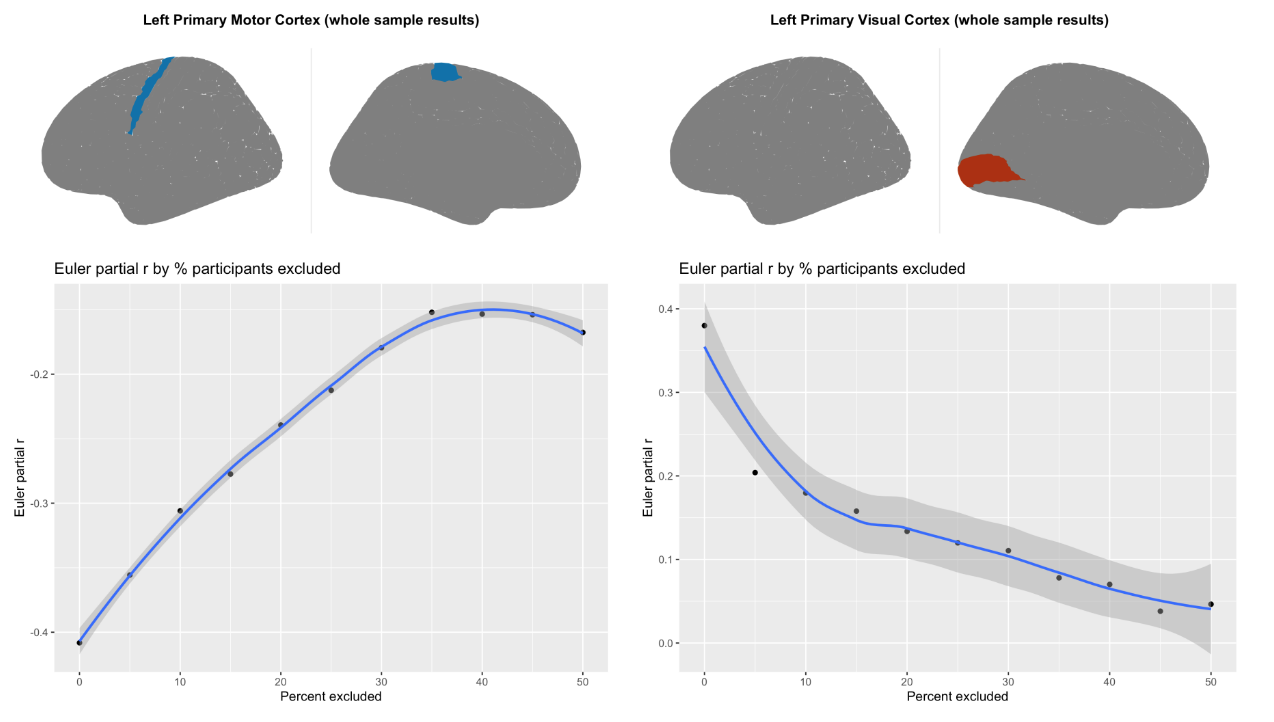 Left Primary Motor Cortex (whole sample results)
Left Primary Visual Cortex (whole sample results)
Euler partial r by % participants excluded
Euler partial r
-0.2
-0.3
-0.4
0
10
20
30
40
50
Percent excluded
Euler partial r by % participants excluded
Euler partial r
0.4
0.3
0.2
0.1
0.0
0
10
20
30
40
50
Percent excluded